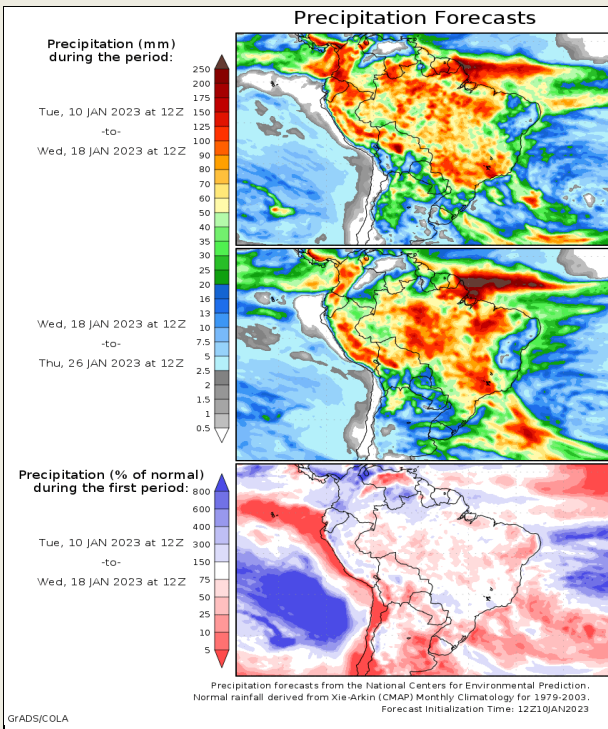 Precipitation Forecasts
Precipitation (mm)
during the period:
Tue, 10 JAN 2023 at 12Z
-to-
Wed, 18 JAN 2023 at 12Z
250
200
175
150
125
100
90
80
70
60
50
40
35
30
25
20
16
13
10
7.5
5
2.5
2
1.5
1
0.5
Wed, 18 JAN 2023 at 12Z
-to-
Thu, 26 JAN 2023 at 12Z
Precipitation (% of normal)
during the first period:
Tue, 10 JAN 2023 at 12Z
-to-
Wed, 18 JAN 2023 at 12Z
800
600
400
300
150
75
50
25
10
5
Precipitation forecasts from the National Centers for Environmental Prediction.
Normal rainfall derived from Xie-Arkin (CMAP) Monthly Climatology for 1979-2003.
Forecast Initialization Time: 12Z10JAN2023
GrADS/COLA